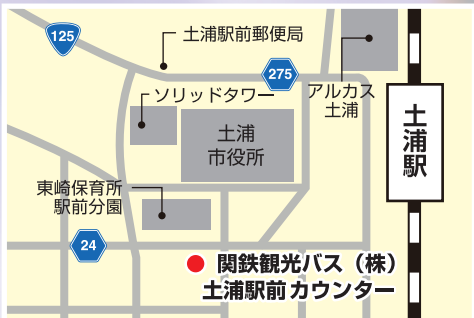 125
土浦駅前郵便局
275
アルカス
土浦
ソリッドタワー
土浦
市役所
土浦駅
東崎保育所
駅前分園
24
関鉄観光バス（株）
土浦駅前カウンター